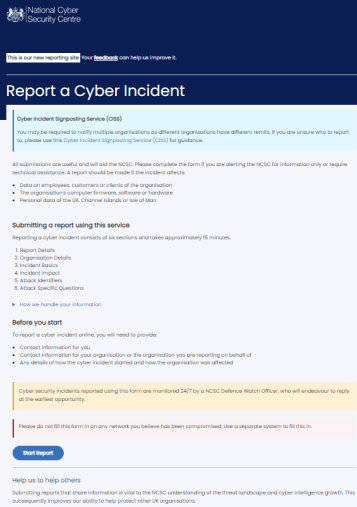 National Cyber
Security Centre
This is our new reporting site Your feedback can help us improve it.
Report a Cyber Incident
Cyber Incident Signposting Service (CISS)
You may be required to notify multiple organisations as different organisations have different remits. If you are unsure who to report
to, please use this Cyber Incident Signposting Service (CISS) for guidance.
All submissions are useful and will aid the NCSC. Please complete the form if you are alerting the NCSC for information only or require
technical assistance. A report should be made if the incident affects:
• Data on employees, customers or clients of the organisation
• The organisation's computer firmware, software or hardware
• Personal data of the UK, Channel Islands or Isle of Man
Submitting a report using this service
Reporting a cyber incident consists of six sections and takes approximately 15 minutes.
1. Report Details
2. Organisation Details
3. Incident Basics
4. Incident Impact
5. Attack Identifiers
6. Attack Specific Questions
▶ How we handle your information
Before you start
To report a cyber incident online, you will need to provide:
• Contact information for you
• Contact information for your organisation or the organisation you are reporting on behalf of
• Any details of how the cyber incident started and how the organisation was affected
Cyber security incidents reported using this form are monitored 24/7 by a NCSC Defence Watch Officer, who will endeavour to reply
at the earliest opportunity.
Please do not fill this form in on any network you believe has been compromised. Use a separate system to fill this in.
Start Report
Help us to help others
Submitting reports that share information is vital to the NCSC understanding of the threat landscape and cyber intelligence growth. This
subsequently improves our ability to help protect other UK organisations.